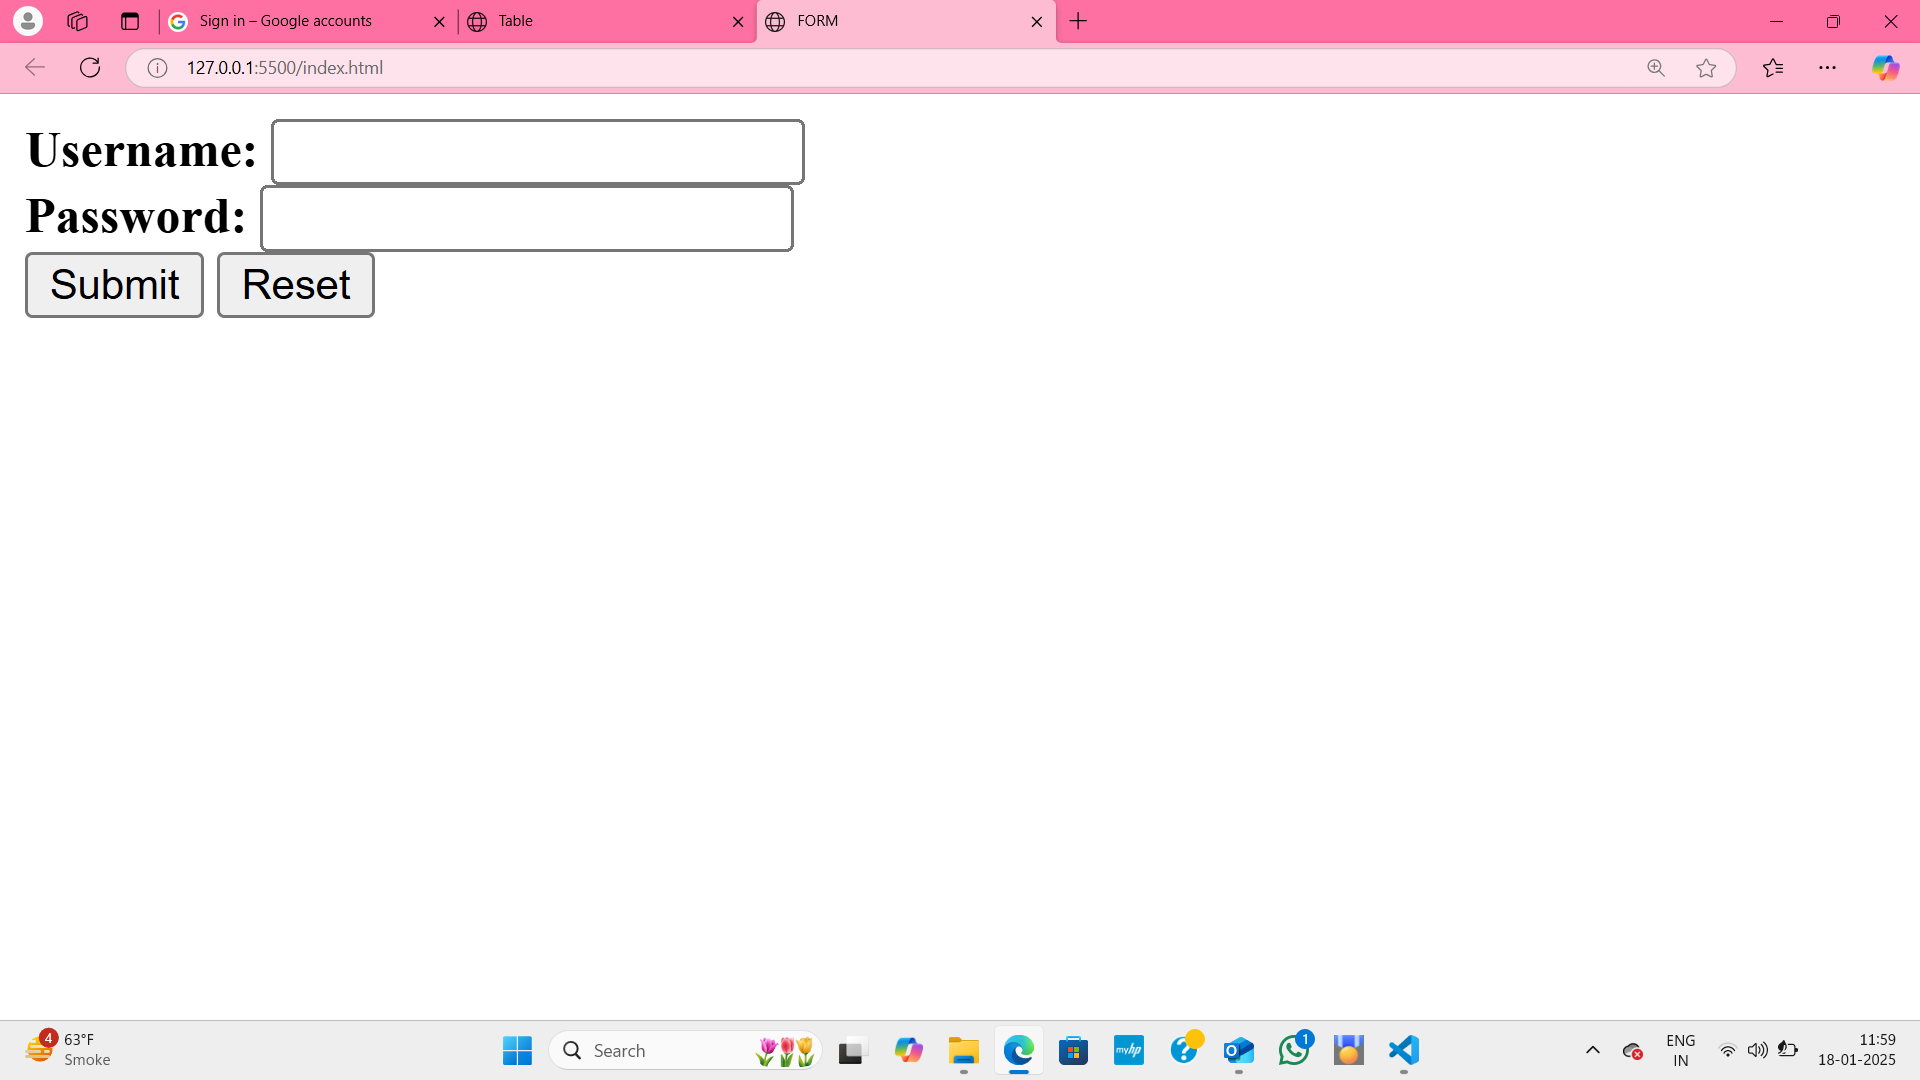 Sign in – Google accounts
Table
FORM
127.0.0.1:5500/index.html
Username:
Password:
Submit Reset
4
63°F
Smoke
Search
myhp
1
ENG
IN
11:59
18-01-2025